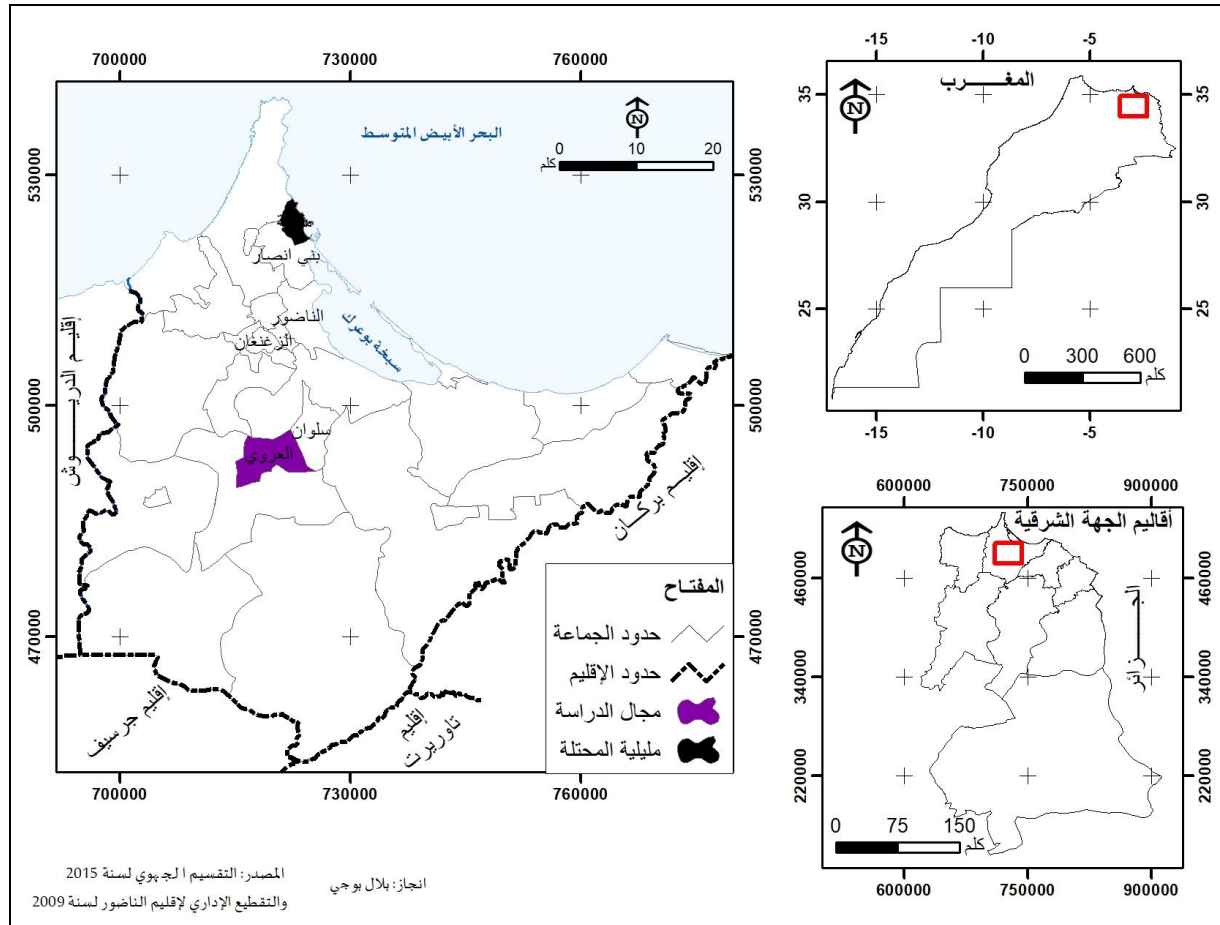 700000
730000
760000
530000
500000
470000
530000
500000
470000
700000
730000
760000
البحر الأبيض المتوسط
N
0
10
20
كلم
بني انصار
الناضور
الزغنغان
سبخة بوعرك
سلوان
العروي
إقليم الدريوش
إقليم بركان
إقليم جرسيف
إقليم
تاوريرت
المفتاح
حدود الجماعة
حدود الإقليم
مجال الدراسة
مليلية المحتلة
-15
-10
-5
المغرب
N
35
30
25
35
30
25
0
300
600
كلم
-15
-10
-5
600000
750000
900000
أقاليم الجهة الشرقية
N
الجزائر
460000
340000
220000
460000
340000
220000
0
75
150
كلم
600000
750000
900000
المصدر: التقسيم الجهوي لسنة 2015
والتقطيع الإداري لإقليم الناضور لسنة 2009
انجاز: بلال بوجي